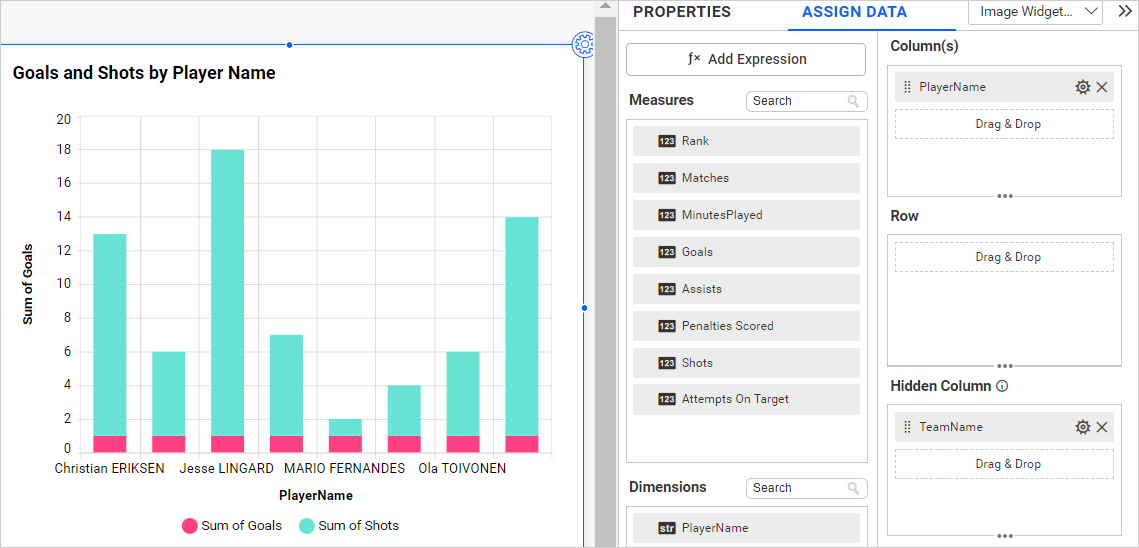 Goals and Shots by Player Name
20
18
16
14
12
10
8
6
4
2
0
Sum of Goals
Christian ERIKSEN
Jesse LINGARD
MARIO FERNANDES
Ola TOIVONEN
PlayerName
Sum of Goals
Sum of Shots
PROPERTIES
ASSIGN DATA
Image Widget...
ƒx Add Expression
Measures
Search
123 Rank
123 Matches
123 MinutesPlayed
123 Goals
123 Assists
123 Penalties Scored
123 Shots
123 Attempts On Target
Dimensions
Search
str PlayerName
Column(s)
PlayerName
Drag & Drop
Row
Drag & Drop
Hidden Column
TeamName
Drag & Drop